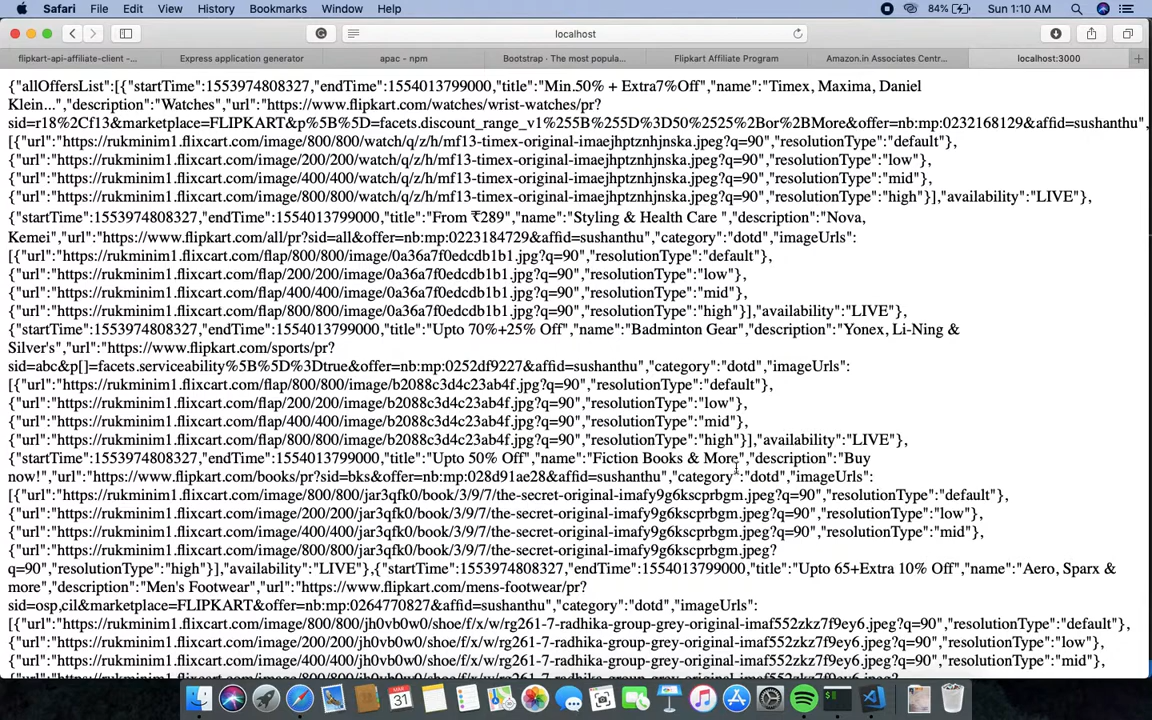 Safari File Edit View History Bookmarks Window Help 84% Sun 1:10 AM
localhost
flipkart-api-affiliate-client -... Express application generator apac - npm Bootstrap · The most popula... Flipkart Affiliate Program Amazon.in Associates Centr... localhost:3000
{"allOffersList":[{"startTime":1553974808327,"endTime":1554013799000,"title":"Min.50% + Extra7%Off","name":"Timex, Maxima, Daniel
Klein...","description":"Watches","url":"https://www.flipkart.com/watches/wrist-watches/pr?
sid=r18%2Cf13&marketplace=FLIPKART&p%5B%5D=facets.discount_range_v1%255B%255D%3D50%2525%2Bor%2BMore&offer=nb:mp:0232168129&affid=sushanthu",
[{"url":"https://rukminim1.flixcart.com/image/800/800/watch/q/z/h/mf13-timex-original-imaejhptznhjnska.jpeg?q=90","resolutionType":"default"},
{"url":"https://rukminim1.flixcart.com/image/200/200/watch/q/z/h/mf13-timex-original-imaejhptznhjnska.jpeg?q=90","resolutionType":"low"},
{"url":"https://rukminim1.flixcart.com/image/400/400/watch/q/z/h/mf13-timex-original-imaejhptznhjnska.jpeg?q=90","resolutionType":"mid"},
{"url":"https://rukminim1.flixcart.com/image/800/800/watch/q/z/h/mf13-timex-original-imaejhptznhjnska.jpeg?q=90","resolutionType":"high"}],"availability":"LIVE"},
{"startTime":1553974808327,"endTime":1554013799000,"title":"From ₹289","name":"Styling & Health Care ","description":"Nova,
Kemei","url":"https://www.flipkart.com/all/pr?sid=all&offer=nb:mp:0223184729&affid=sushanthu","category":"dotd","imageUrls":
[{"url":"https://rukminim1.flixcart.com/flap/800/800/image/0a36a7f0edcdb1b1.jpg?q=90","resolutionType":"default"},
{"url":"https://rukminim1.flixcart.com/flap/200/200/image/0a36a7f0edcdb1b1.jpg?q=90","resolutionType":"low"},
{"url":"https://rukminim1.flixcart.com/flap/400/400/image/0a36a7f0edcdb1b1.jpg?q=90","resolutionType":"mid"},
{"url":"https://rukminim1.flixcart.com/flap/800/800/image/0a36a7f0edcdb1b1.jpg?q=90","resolutionType":"high"}],"availability":"LIVE"},
{"startTime":1553974808327,"endTime":1554013799000,"title":"Upto 70%+25% Off","name":"Badminton Gear","description":"Yonex, Li-Ning &
Silver's","url":"https://www.flipkart.com/sports/pr?
sid=abc&p[]=facets.serviceability%5B%5D%3Dtrue&offer=nb:mp:0252df9227&affid=sushanthu","category":"dotd","imageUrls":
[{"url":"https://rukminim1.flixcart.com/flap/800/800/image/b2088c3d4c23ab4f.jpg?q=90","resolutionType":"default"},
{"url":"https://rukminim1.flixcart.com/flap/200/200/image/b2088c3d4c23ab4f.jpg?q=90","resolutionType":"low"},
{"url":"https://rukminim1.flixcart.com/flap/400/400/image/b2088c3d4c23ab4f.jpg?q=90","resolutionType":"mid"},
{"url":"https://rukminim1.flixcart.com/flap/800/800/image/b2088c3d4c23ab4f.jpg?q=90","resolutionType":"high"}],"availability":"LIVE"},
{"startTime":1553974808327,"endTime":1554013799000,"title":"Upto 50% Off","name":"Fiction Books & More","description":"Buy
now!","url":"https://www.flipkart.com/books/pr?sid=bks&offer=nb:mp:028d91ae28&affid=sushanthu","category":"dotd","imageUrls":
[{"url":"https://rukminim1.flixcart.com/image/800/800/jar3qfk0/book/3/9/7/the-secret-original-imafy9g6kscprbgm.jpeg?q=90","resolutionType":"default"},
{"url":"https://rukminim1.flixcart.com/image/200/200/jar3qfk0/book/3/9/7/the-secret-original-imafy9g6kscprbgm.jpeg?q=90","resolutionType":"low"},
{"url":"https://rukminim1.flixcart.com/image/400/400/jar3qfk0/book/3/9/7/the-secret-original-imafy9g6kscprbgm.jpeg?q=90","resolutionType":"mid"},
{"url":"https://rukminim1.flixcart.com/image/800/800/jar3qfk0/book/3/9/7/the-secret-original-imafy9g6kscprbgm.jpeg?
q=90","resolutionType":"high"}],"availability":"LIVE"},{"startTime":1553974808327,"endTime":1554013799000,"title":"Upto 65+Extra 10% Off","name":"Aero, Sparx &
more","description":"Men's Footwear","url":"https://www.flipkart.com/mens-footwear/pr?
sid=osp,cil&marketplace=FLIPKART&offer=nb:mp:0264770827&affid=sushanthu","category":"dotd","imageUrls":
[{"url":"https://rukminim1.flixcart.com/image/800/800/jh0vb0w0/shoe/f/x/w/rg261-7-radhika-group-grey-original-imaf552zkz7f9ey6.jpeg?q=90","resolutionType":"default"},
{"url":"https://rukminim1.flixcart.com/image/200/200/jh0vb0w0/shoe/f/x/w/rg261-7-radhika-group-grey-original-imaf552zkz7f9ey6.jpeg?q=90","resolutionType":"low"},
{"url":"https://rukminim1.flixcart.com/image/400/400/jh0vb0w0/shoe/f/x/w/rg261-7-radhika-group-grey-original-imaf552zkz7f9ey6.jpeg?q=90","resolutionType":"mid"},
MAR
31